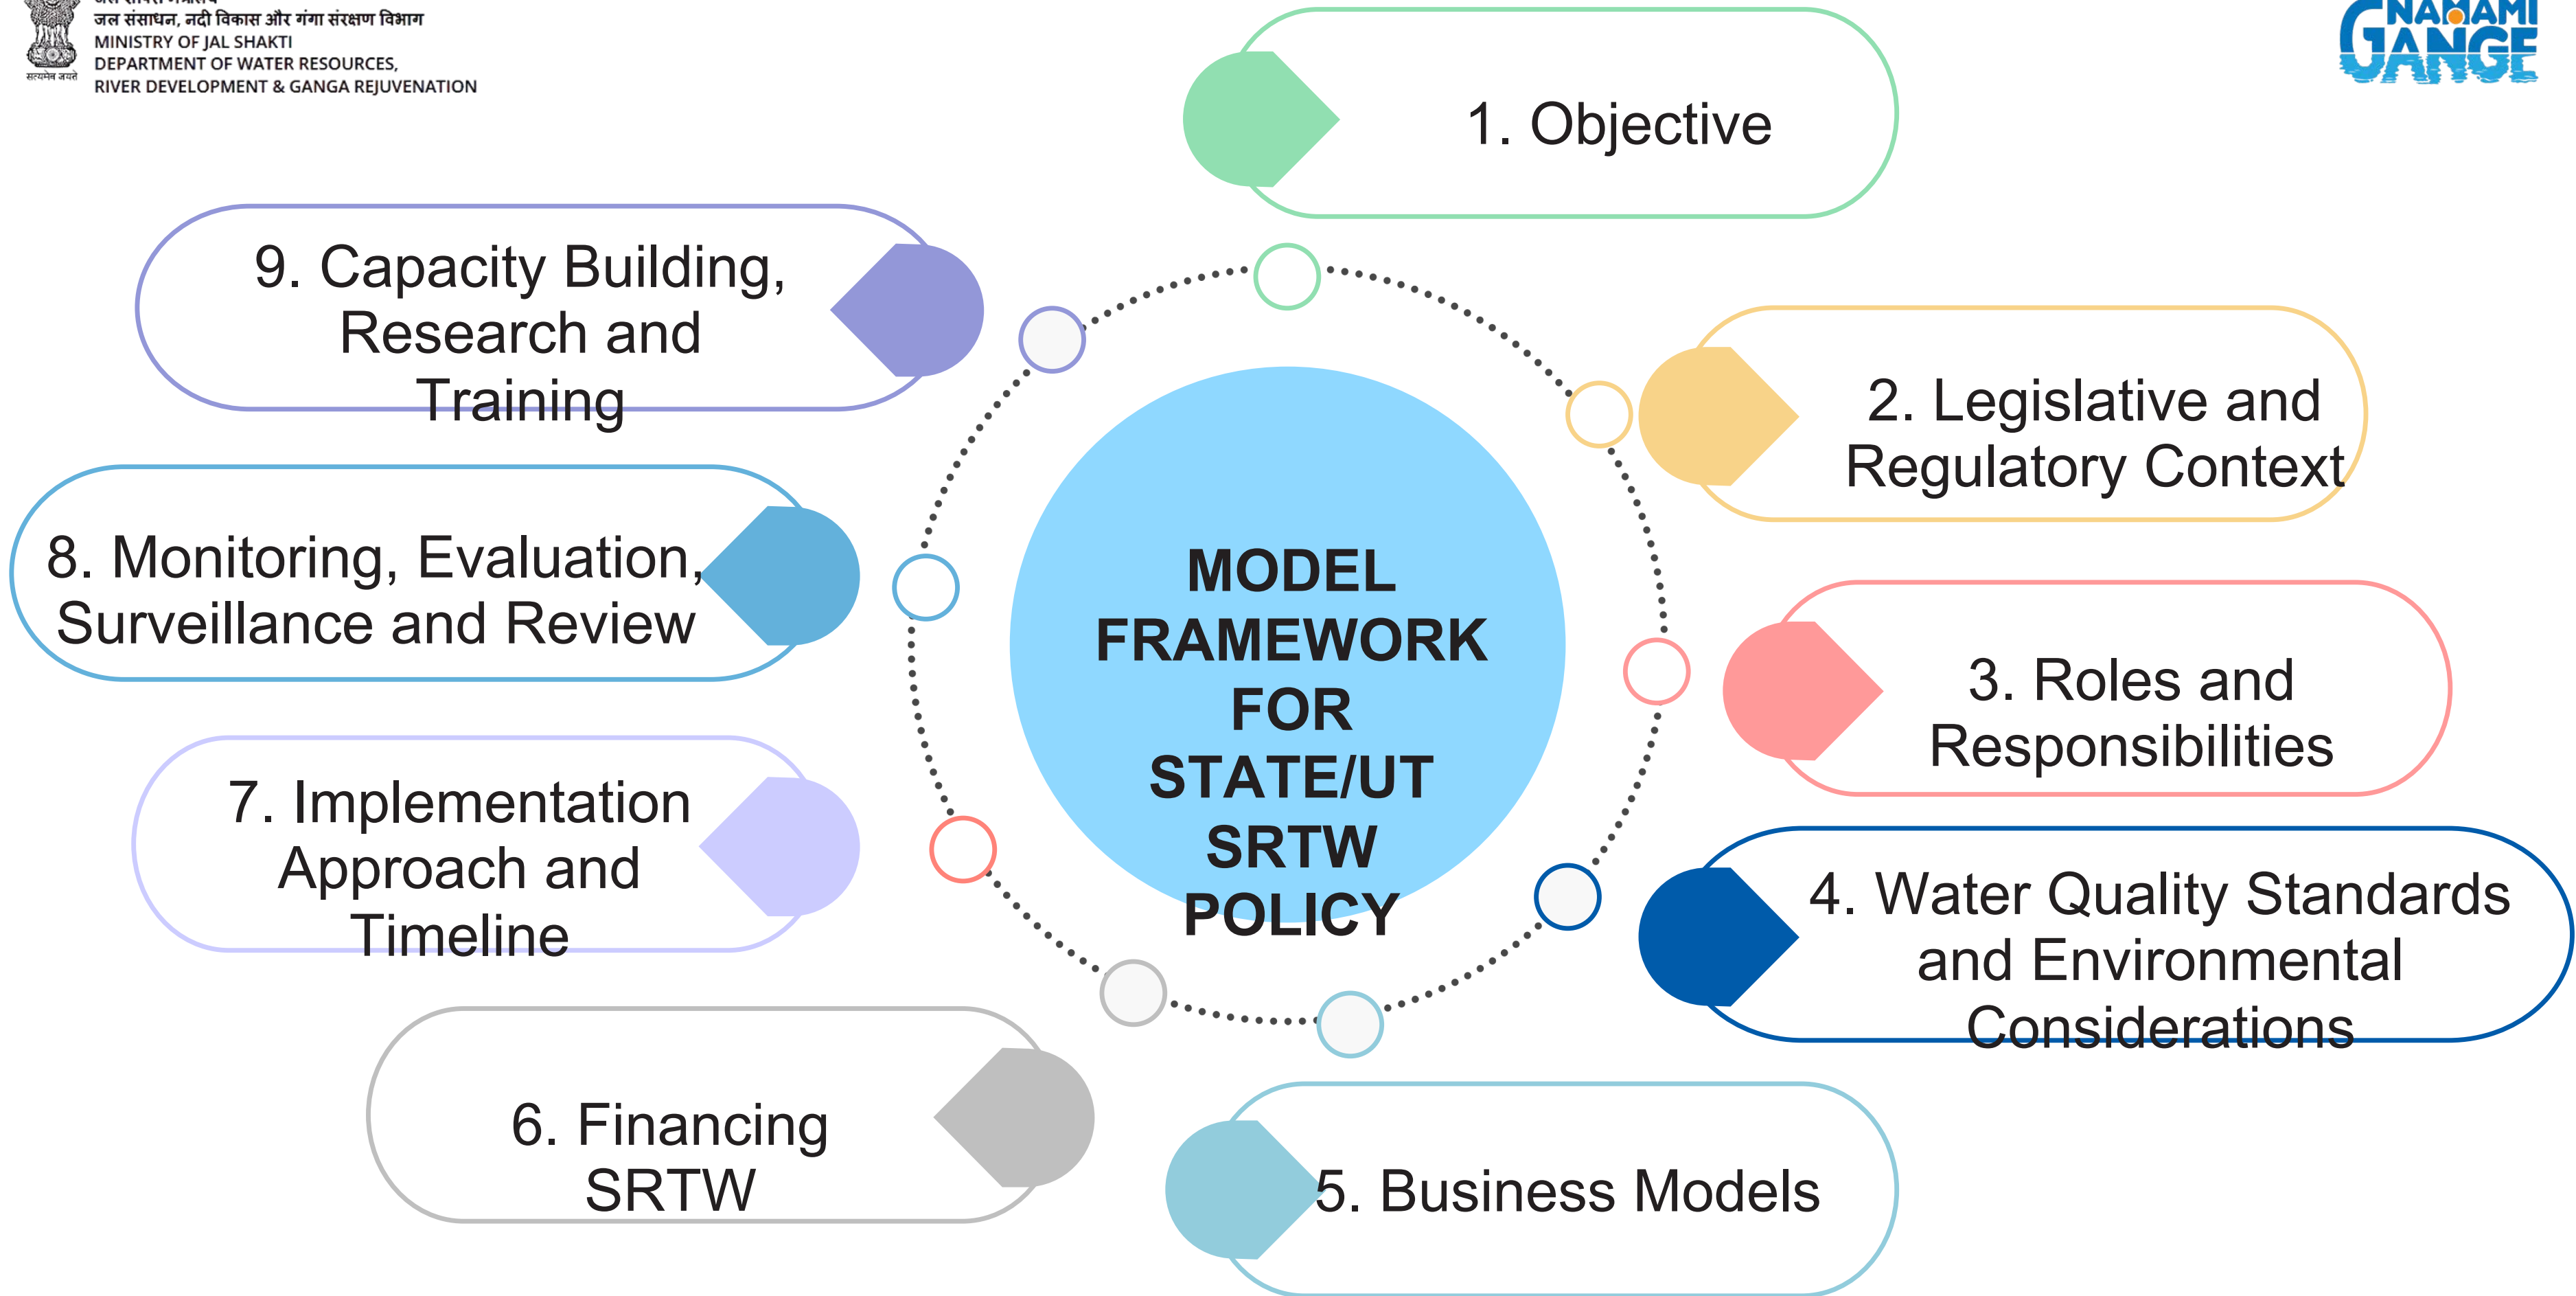 जल संसाधन, नदी विकास और गंगा संरक्षण विभाग
MINISTRY OF JAL SHAKTI
DEPARTMENT OF WATER RESOURCES,
RIVER DEVELOPMENT & GANGA REJUVENATION
सत्यमेव जयते
NAMAMI
GANGE
1. Objective
2. Legislative and
Regulatory Context
3. Roles and
Responsibilities
4. Water Quality Standards
and Environmental
Considerations
5. Business Models
6. Financing
SRTW
7. Implementation
Approach and
Timeline
8. Monitoring, Evaluation,
Surveillance and Review
9. Capacity Building,
Research and
Training
MODEL
FRAMEWORK
FOR
STATE/UT
SRTW
POLICY